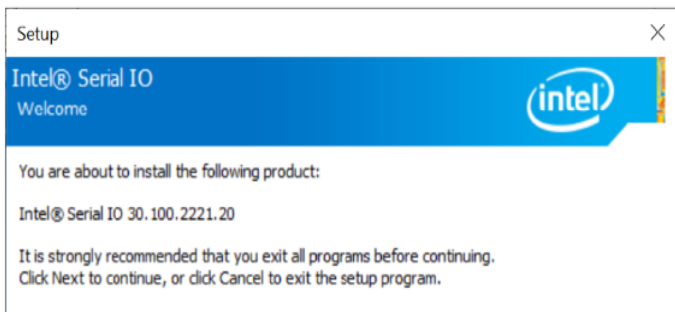 Setup
Intel® Serial IO
Welcome
intel
You are about to install the following product:
Intel® Serial IO 30.100.2221.20
It is strongly recommended that you exit all programs before continuing.
Click Next to continue, or click Cancel to exit the setup program.